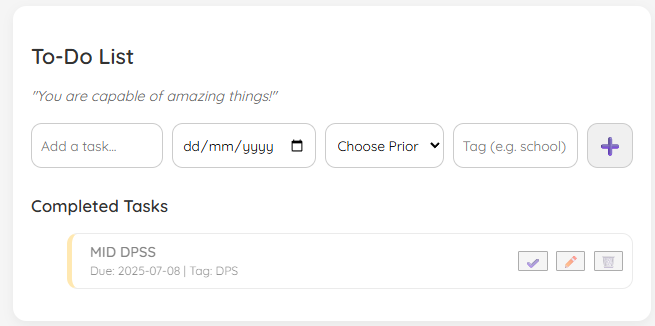 To-Do List
"You are capable of amazing things!"
Add a task... dd/mm/yyyy Choose Prior Tag (e.g. school)
Completed Tasks
MID DPSS
Due: 2025-07-08 | Tag: DPS